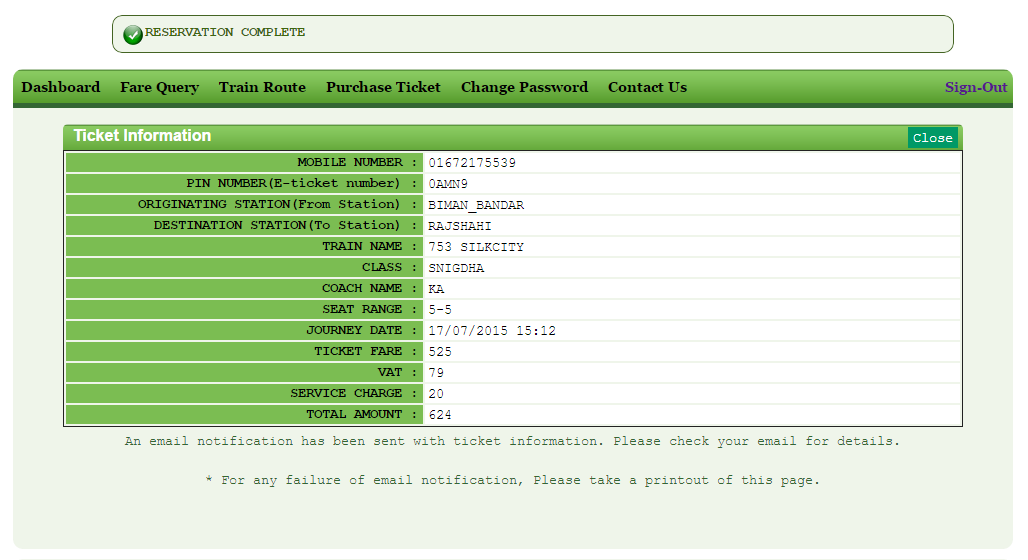 RESERVATION COMPLETE
Dashboard Fare Query Train Route Purchase Ticket Change Password Contact Us Sign-Out
Ticket Information Close
MOBILE NUMBER : 01672175539
PIN NUMBER(E-ticket number) : 0AMN9
ORIGINATING STATION(From Station) : BIMAN_BANDAR
DESTINATION STATION(To Station) : RAJSHAHI
TRAIN NAME : 753 SILKCITY
CLASS : SNIGDHA
COACH NAME : KA
SEAT RANGE : 5-5
JOURNEY DATE : 17/07/2015 15:12
TICKET FARE : 525
VAT : 79
SERVICE CHARGE : 20
TOTAL AMOUNT : 624
An email notification has been sent with ticket information. Please check your email for details.
* For any failure of email notification, Please take a printout of this page.